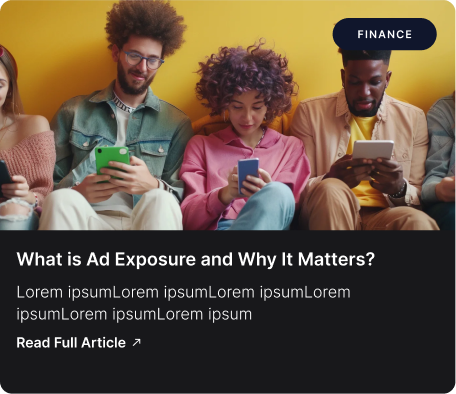 FINANCE
What is Ad Exposure and Why It Matters?
Lorem ipsumLorem ipsumLorem ipsumLorem
ipsumLorem ipsumLorem ipsum
Read Full Article ↗